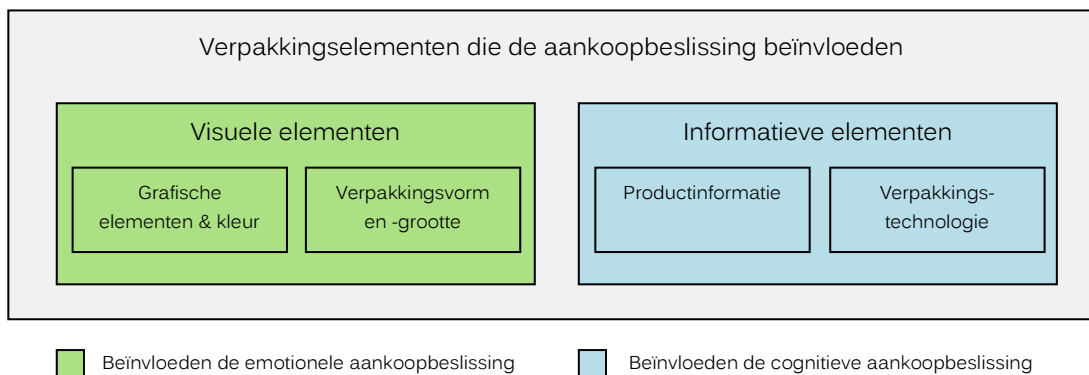 Verpakkingselementen die de aankoopbeslissing beïnvloeden
Visuele elementen
Grafische
elementen & kleur
Verpakkingsvorm
en -grootte
Informatieve elementen
Productinformatie
Verpakkings-
technologie
Beïnvloeden de emotionele aankoopbeslissing
Beïnvloeden de cognitieve aankoopbeslissing